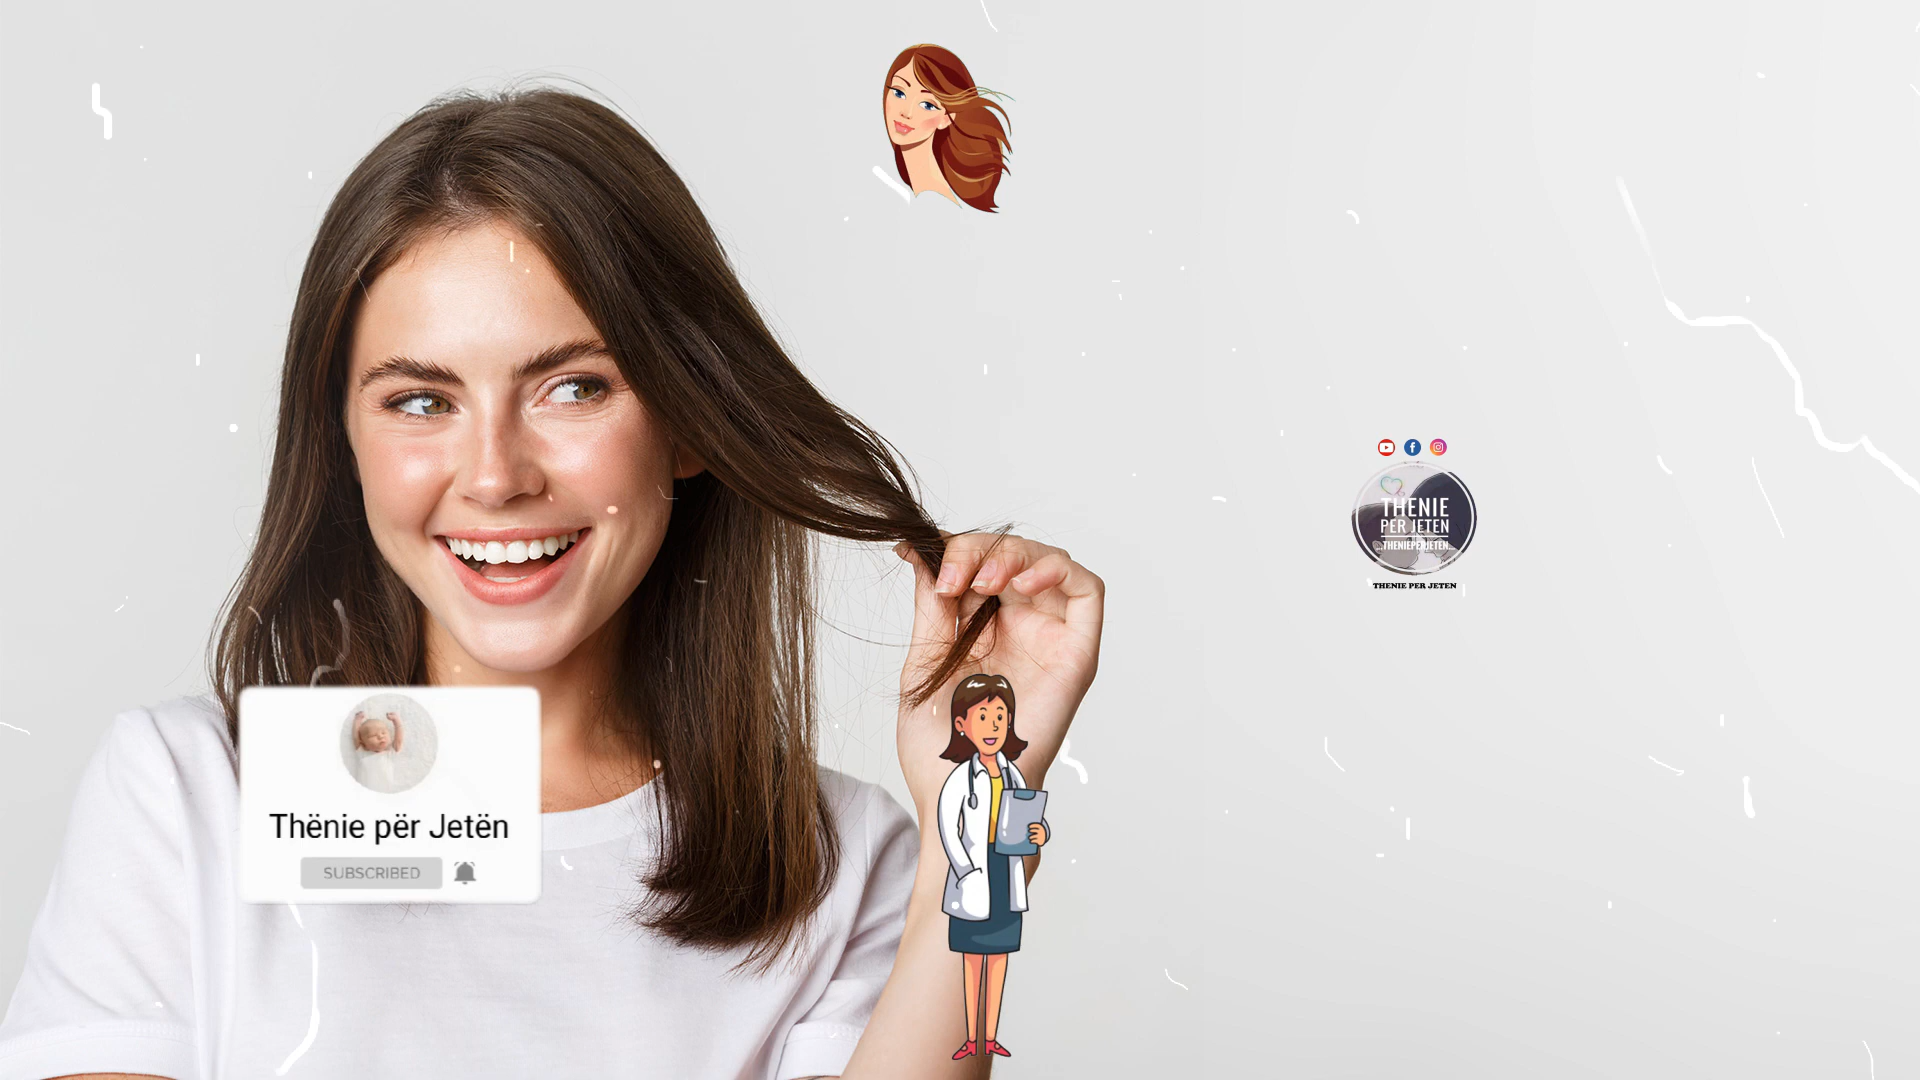 THENIE
PER JETEN
THENIEPERJETEN
THENIE PER JETEN
Thënie për Jetën
SUBSCRIBED